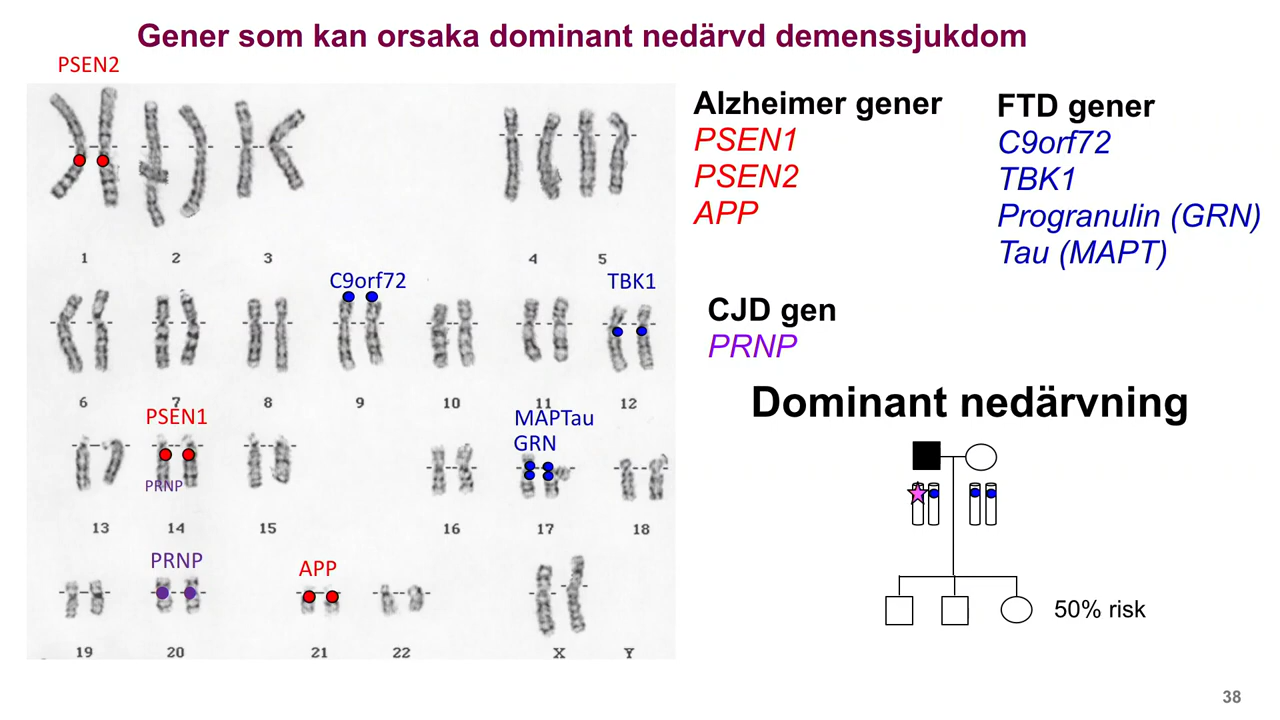 Gener som kan orsaka dominant nedärvd demenssjukdom
PSEN2
1 2 3 4 5
C9orf72 TBK1
6 7 8 9 10 11 12
PSEN1 MAPTau
GRN
PRNP
13 14 15 16 17 18
PRNP APP
19 20 21 22 X Y
Alzheimer gener
PSEN1
PSEN2
APP
FTD gener
C9orf72
TBK1
Progranulin (GRN)
Tau (MAPT)
CJD gen
PRNP
Dominant nedärvning
50% risk
38